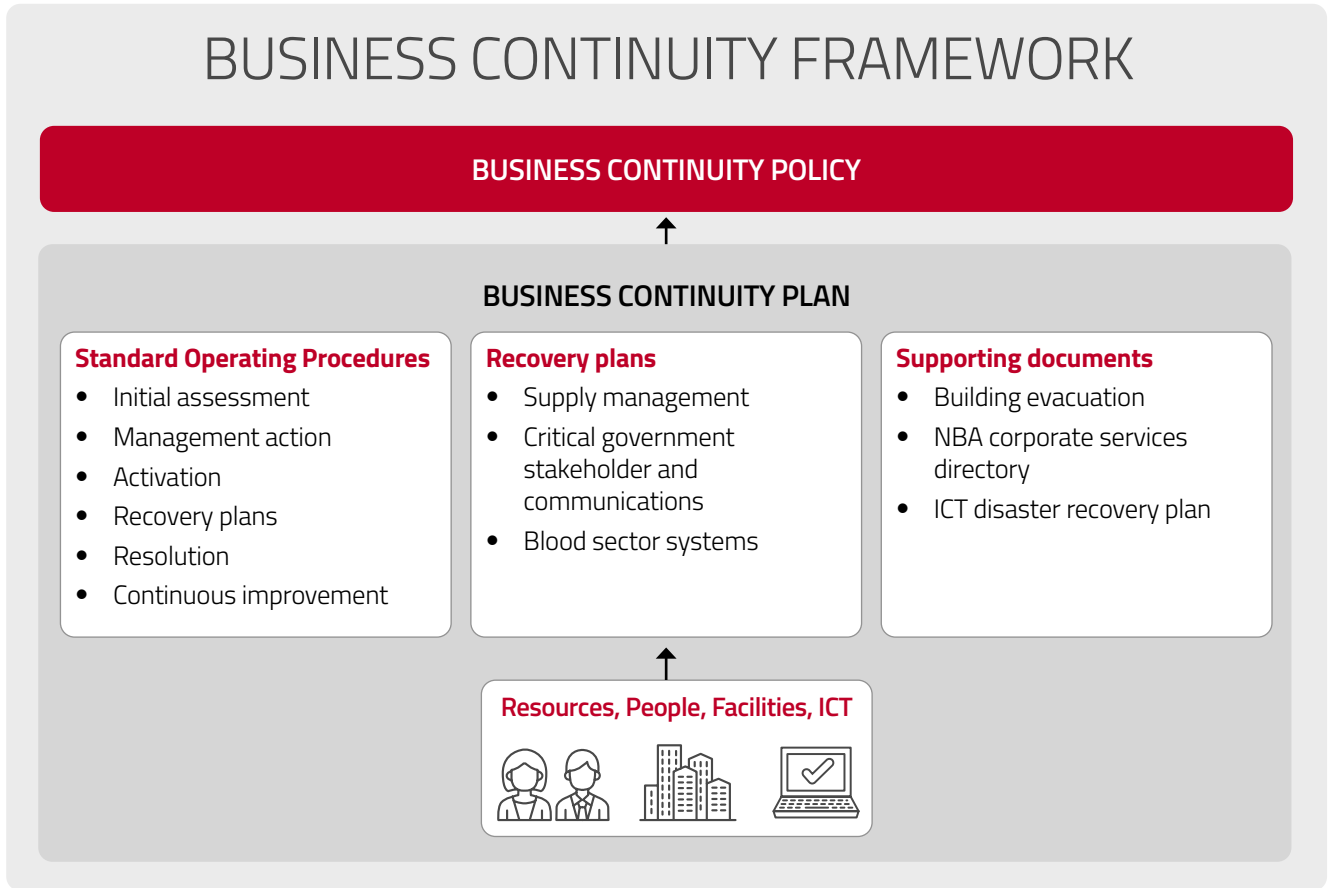 BUSINESS CONTINUITY FRAMEWORK
BUSINESS CONTINUITY POLICY
BUSINESS CONTINUITY PLAN
Standard Operating Procedures
• Initial assessment
• Management action
• Activation
• Recovery plans
• Resolution
• Continuous improvement
Recovery plans
• Supply management
• Critical government
stakeholder and
communications
• Blood sector systems
Supporting documents
• Building evacuation
• NBA corporate services
directory
• ICT disaster recovery plan
Resources, People, Facilities, ICT